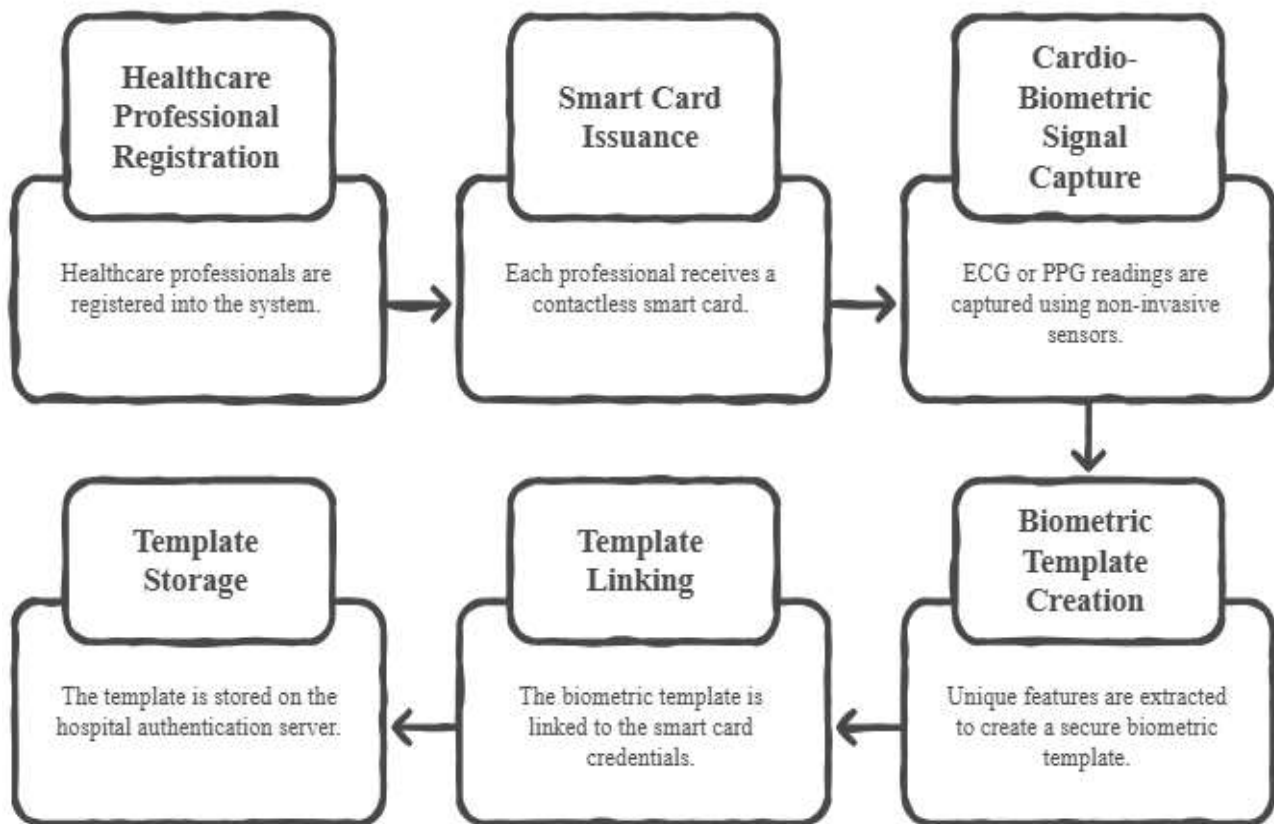 Healthcare
Professional
Registration
Healthcare professionals are
registered into the system.
Smart Card
Issuance
Each professional receives a
contactless smart card.
Cardio-
Biometric
Signal
Capture
ECG or PPG readings are
captured using non-invasive
sensors.
Biometric
Template
Creation
Unique features are extracted
to create a secure biometric
template.
Template
Linking
The biometric template is
linked to the smart card
credentials.
Template
Storage
The template is stored on the
hospital authentication server.